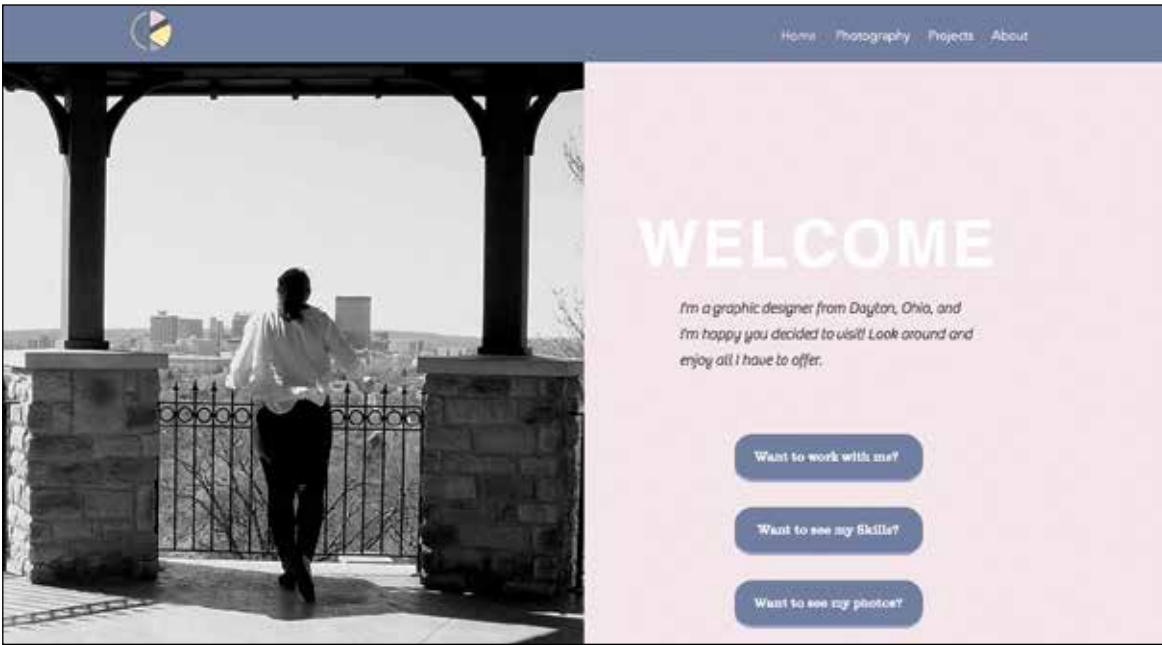 Home Photography Projects About
WELCOME
I'm a graphic designer from Dayton, Ohio, and
I'm happy you decided to visit! Look around and
enjoy all I have to offer.
Want to work with me?
Want to see my Skills?
Want to see my photos?